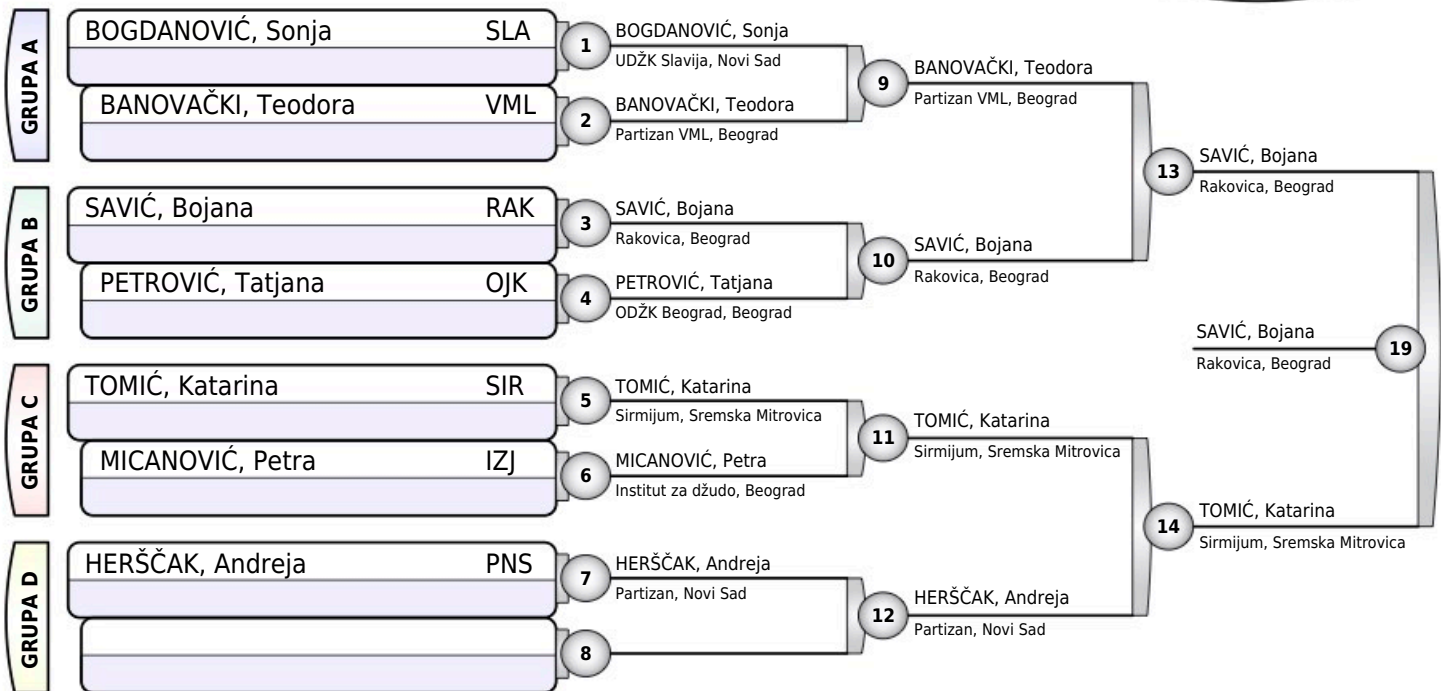 GRUPA A
BOGDANOVIĆ, Sonja SLA
BANOVAČKI, Teodora VML
GRUPA B
SAVIĆ, Bojana RAK
PETROVIĆ, Tatjana OJK
GRUPA C
TOMIĆ, Katarina SIR
MICANOVIĆ, Petra IZJ
GRUPA D
HERŠČAK, Andreja PNS
1
BOGDANOVIĆ, Sonja
UDŽK Slavija, Novi Sad
2
BANOVAČKI, Teodora
Partizan VML, Beograd
3
SAVIĆ, Bojana
Rakovica, Beograd
4
PETROVIĆ, Tatjana
ODŽK Beograd, Beograd
5
TOMIĆ, Katarina
Sirmijum, Sremska Mitrovica
6
MICANOVIĆ, Petra
Institut za džudo, Beograd
7
HERŠČAK, Andreja
Partizan, Novi Sad
8
9
BANOVAČKI, Teodora
Partizan VML, Beograd
10
SAVIĆ, Bojana
Rakovica, Beograd
11
TOMIĆ, Katarina
Sirmijum, Sremska Mitrovica
12
HERŠČAK, Andreja
Partizan, Novi Sad
13
SAVIĆ, Bojana
Rakovica, Beograd
14
TOMIĆ, Katarina
Sirmijum, Sremska Mitrovica
SAVIĆ, Bojana
Rakovica, Beograd
19